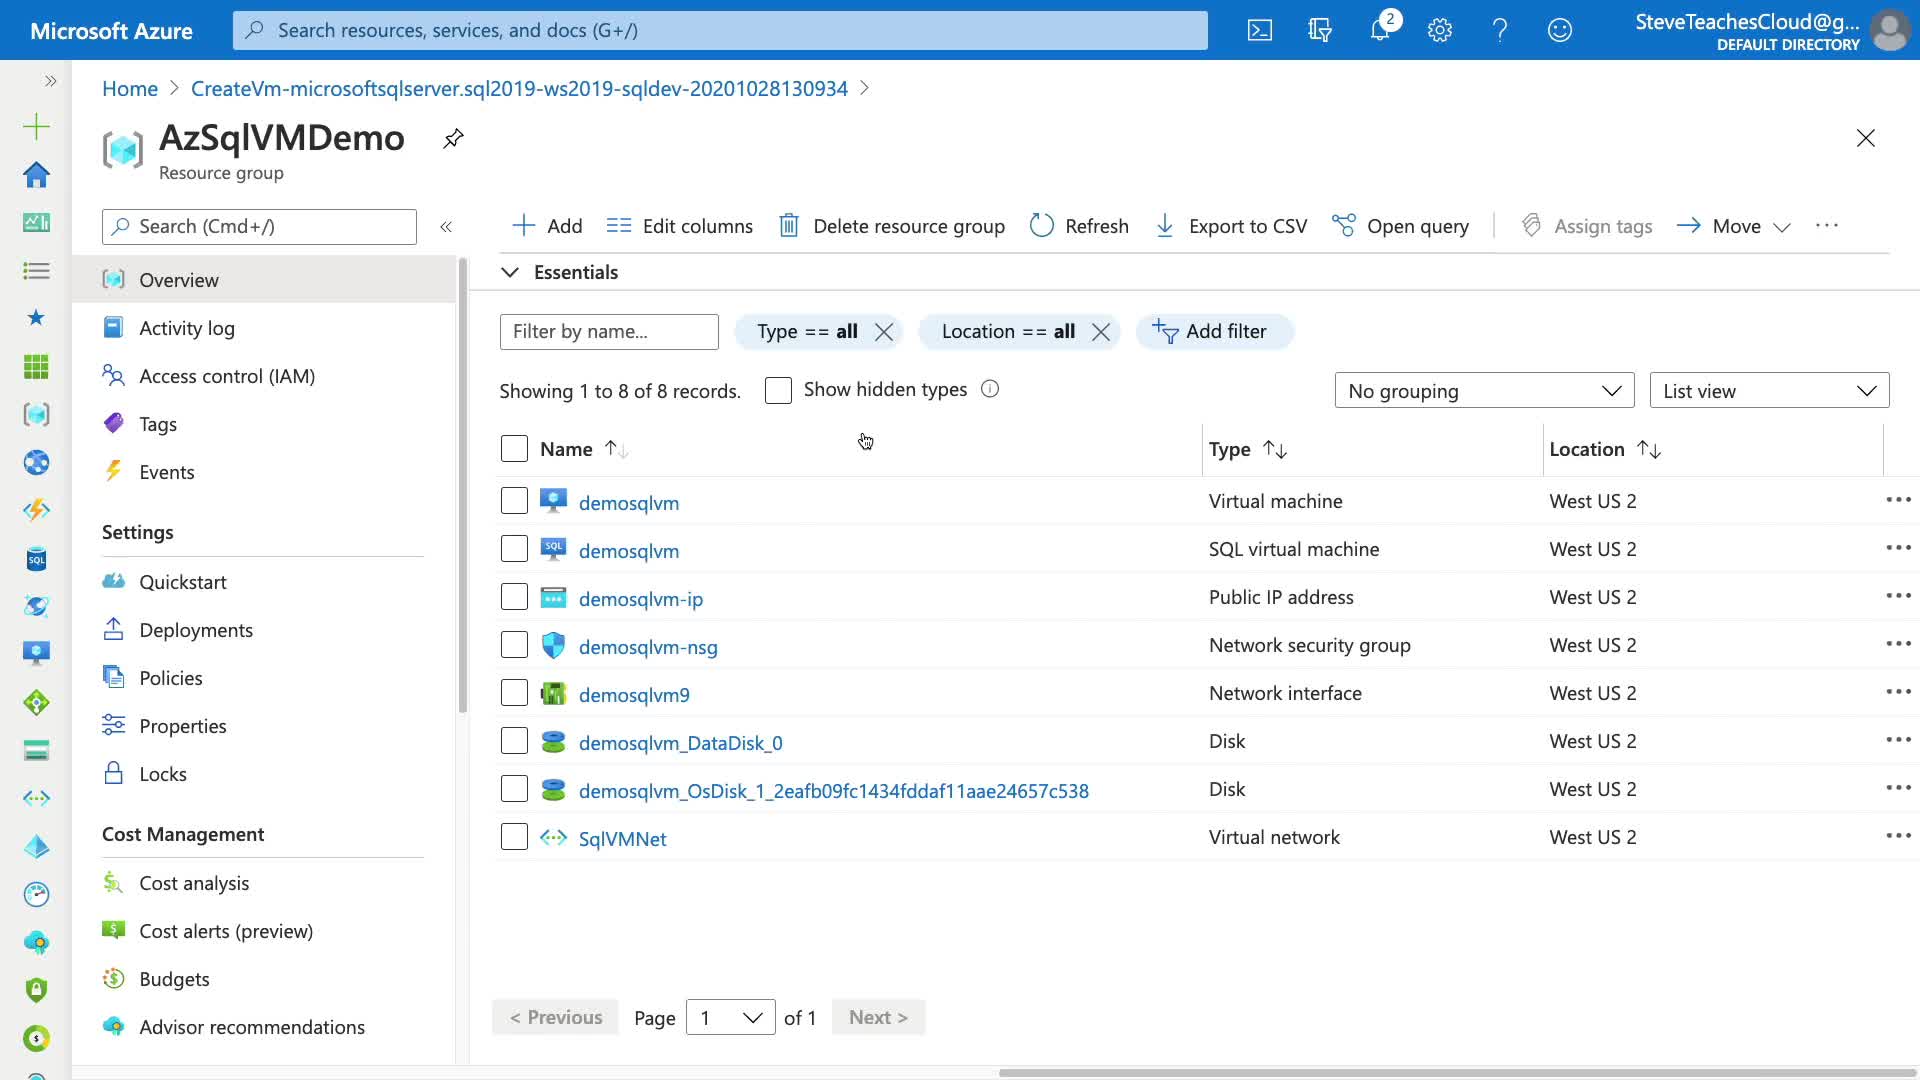 Microsoft Azure
Search resources, services, and docs (G+/)
2
SteveTeachesCloud@g...
DEFAULT DIRECTORY
Home > CreateVm-microsoftsqlserver.sql2019-ws2019-sqldev-20201028130934 >
AzSqlVMDemo
Resource group
Search (Cmd+/)
Add Edit columns Delete resource group Refresh Export to CSV Open query Assign tags Move ...
Essentials
Overview
Activity log
Access control (IAM)
Tags
Events
Settings
Quickstart
Deployments
Policies
Properties
Locks
Cost Management
Cost analysis
Cost alerts (preview)
Budgets
Advisor recommendations
Filter by name... Type == all Location == all Add filter
Showing 1 to 8 of 8 records. Show hidden types No grouping List view
Name Type Location
demosqlvm Virtual machine West US 2
SQL demosqlvm SQL virtual machine West US 2
demosqlvm-ip Public IP address West US 2
demosqlvm-nsg Network security group West US 2
demosqlvm9 Network interface West US 2
demosqlvm_DataDisk_0 Disk West US 2
demosqlvm_OsDisk_1_2eafb09fc1434fddaf11aae24657c538 Disk West US 2
SqlVMNet Virtual network West US 2
< Previous Page 1 of 1 Next >
SQL